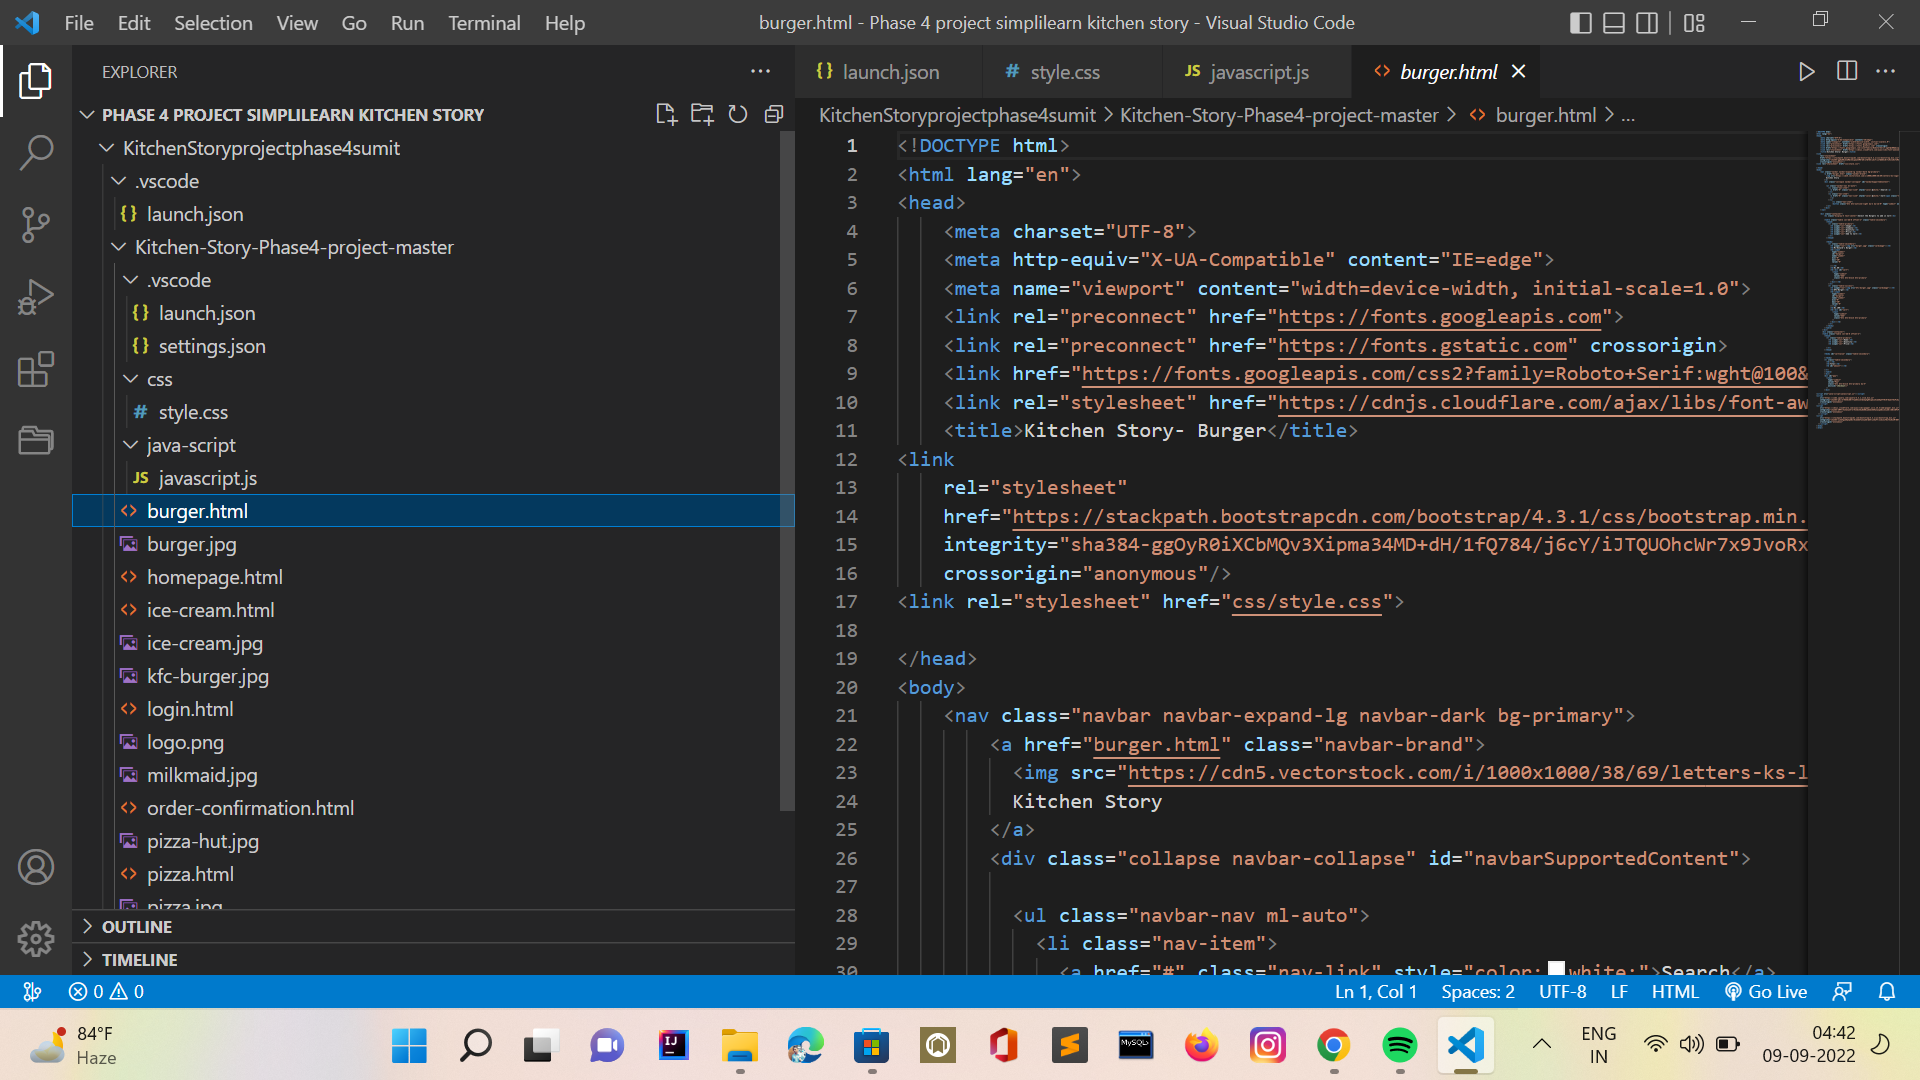 File Edit Selection View Go Run Terminal Help
burger.html - Phase 4 project simplilearn kitchen story - Visual Studio Code
EXPLORER
PHASE 4 PROJECT SIMPLILEARN KITCHEN STORY
KitchenStoryprojectphase4sumit
.vscode
{} launch.json
Kitchen-Story-Phase4-project-master
.vscode
{} launch.json
{} settings.json
css
# style.css
java-script
JS javascript.js
<> burger.html
burger.jpg
<> homepage.html
<> ice-cream.html
ice-cream.jpg
kfc-burger.jpg
<> login.html
logo.png
milkmaid.jpg
<> order-confirmation.html
pizza-hut.jpg
<> pizza.html
pizza.jpg
OUTLINE
TIMELINE
{} launch.json # style.css JS javascript.js <> burger.html
KitchenStoryprojectphase4sumit > Kitchen-Story-Phase4-project-master > <> burger.html > ...
1 <!DOCTYPE html>
2 <html lang="en">
3 <head>
4 <meta charset="UTF-8">
5 <meta http-equiv="X-UA-Compatible" content="IE=edge">
6 <meta name="viewport" content="width=device-width, initial-scale=1.0">
7 <link rel="preconnect" href="https://fonts.googleapis.com">
8 <link rel="preconnect" href="https://fonts.gstatic.com" crossorigin>
9 <link href="https://fonts.googleapis.com/css2?family=Roboto+Serif:wght@100&
10 <link rel="stylesheet" href="https://cdnjs.cloudflare.com/ajax/libs/font-aw
11 <title>Kitchen Story- Burger</title>
12 <link
13 rel="stylesheet"
14 href="https://stackpath.bootstrapcdn.com/bootstrap/4.3.1/css/bootstrap.min.
15 integrity="sha384-ggOyR0iXCbMQv3Xipma34MD+dH/1fQ784/j6cY/iJTQUOhcWr7x9JvoRx
16 crossorigin="anonymous"/>
17 <link rel="stylesheet" href="css/style.css">
18
19 </head>
20 <body>
21 <nav class="navbar navbar-expand-lg navbar-dark bg-primary">
22 <a href="burger.html" class="navbar-brand">
23 <img src="https://cdn5.vectorstock.com/i/1000x1000/38/69/letters-ks-l
24 Kitchen Story
25 </a>
26 <div class="collapse navbar-collapse" id="navbarSupportedContent">
27
28 <ul class="navbar-nav ml-auto">
29 <li class="nav-item">
30 <a href="#" class="nav-link" style="color: white;">Search</a>
0 0
Ln 1, Col 1 Spaces: 2 UTF-8 LF HTML Go Live
84°F
Haze
IJ
MySQL
ENG
IN
04:42
09-09-2022